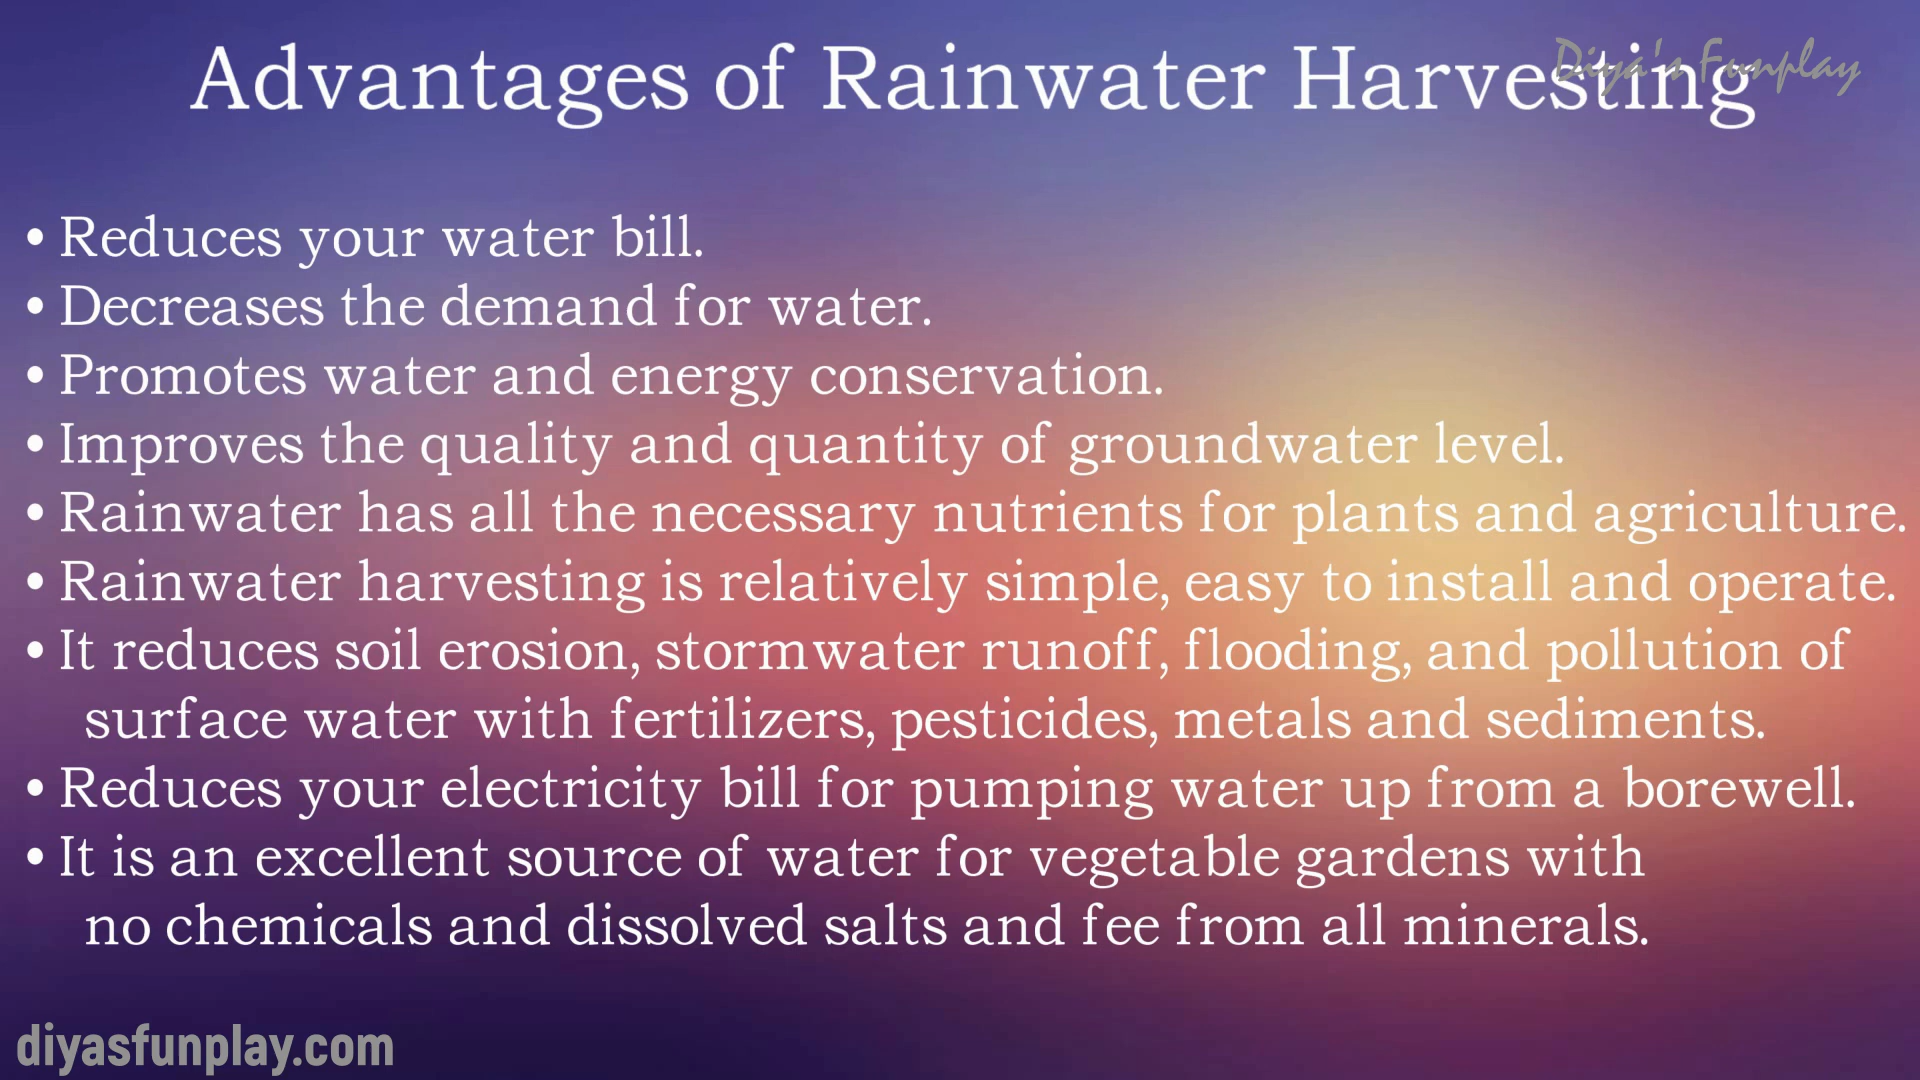 Advantages of Rainwater Harvesting
Diya's Funplay
• Reduces your water bill.
• Decreases the demand for water.
• Promotes water and energy conservation.
• Improves the quality and quantity of groundwater level.
• Rainwater has all the necessary nutrients for plants and agriculture.
• Rainwater harvesting is relatively simple, easy to install and operate.
• It reduces soil erosion, stormwater runoff, flooding, and pollution of
surface water with fertilizers, pesticides, metals and sediments.
• Reduces your electricity bill for pumping water up from a borewell.
• It is an excellent source of water for vegetable gardens with
no chemicals and dissolved salts and fee from all minerals.
diyasfunplay.com